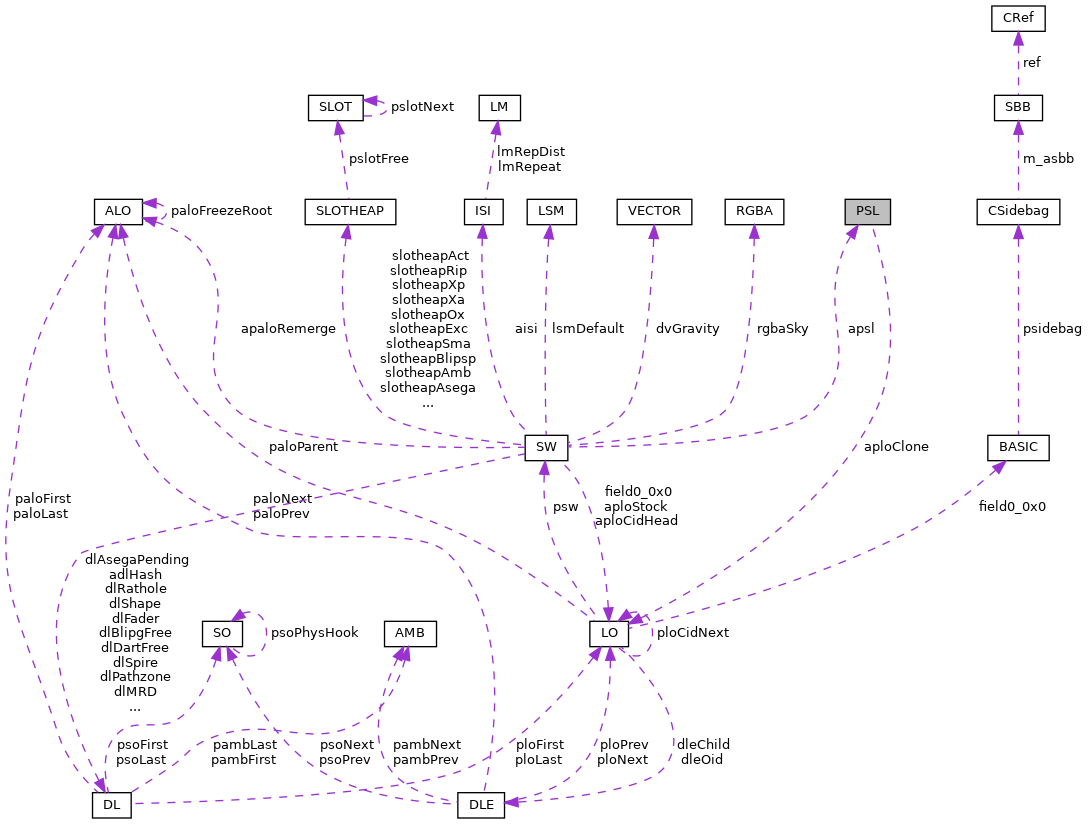 CRef
ref
SLOT
pslotNext
LM
SBB
pslotFree
lmRepDist
lmRepeat
m_asbb
ALO
paloFreezeRoot
SLOTHEAP
ISI
LSM
VECTOR
RGBA
PSL
CSidebag
slotheapAct
slotheapRip
slotheapXp
slotheapXa
slotheapOx
slotheapExc
slotheapSma
slotheapBlipsp
slotheapAmb
slotheapAsega
...
apaloRemerge
aisi
lsmDefault
dvGravity
rgbaSky
apsl
psidebag
paloParent
SW
aploClone
BASIC
paloFirst
paloLast
paloNext
paloPrev
psw
field0_0x0
aploStock
aploCidHead
field0_0x0
dlAsegaPending
adlHash
dlRathole
dlShape
dlFader
dlBlipgFree
dlDartFree
dlSpire
dlPathzone
dlMRD
...
SO
psoPhysHook
AMB
LO
ploCidNext
psoFirst
psoLast
pambLast
pambFirst
psoNext
psoPrev
pambNext
pambPrev
ploFirst
ploLast
ploPrev
ploNext
dleChild
dleOid
DL
DLE